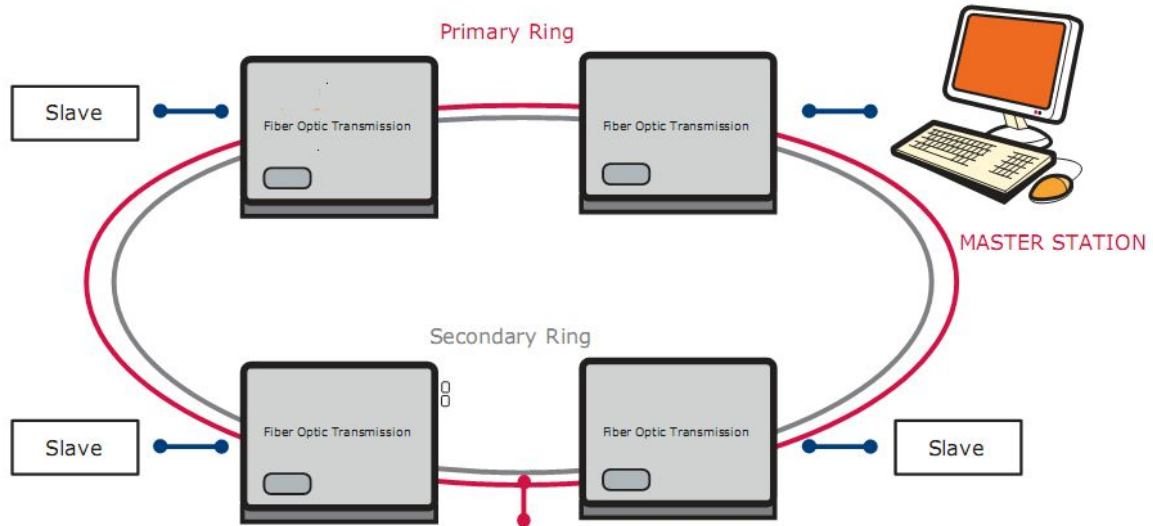 Primary Ring
Slave
Fiber Optic Transmission
Fiber Optic Transmission
MASTER STATION
Secondary Ring
Slave
Fiber Optic Transmission
Fiber Optic Transmission
Slave